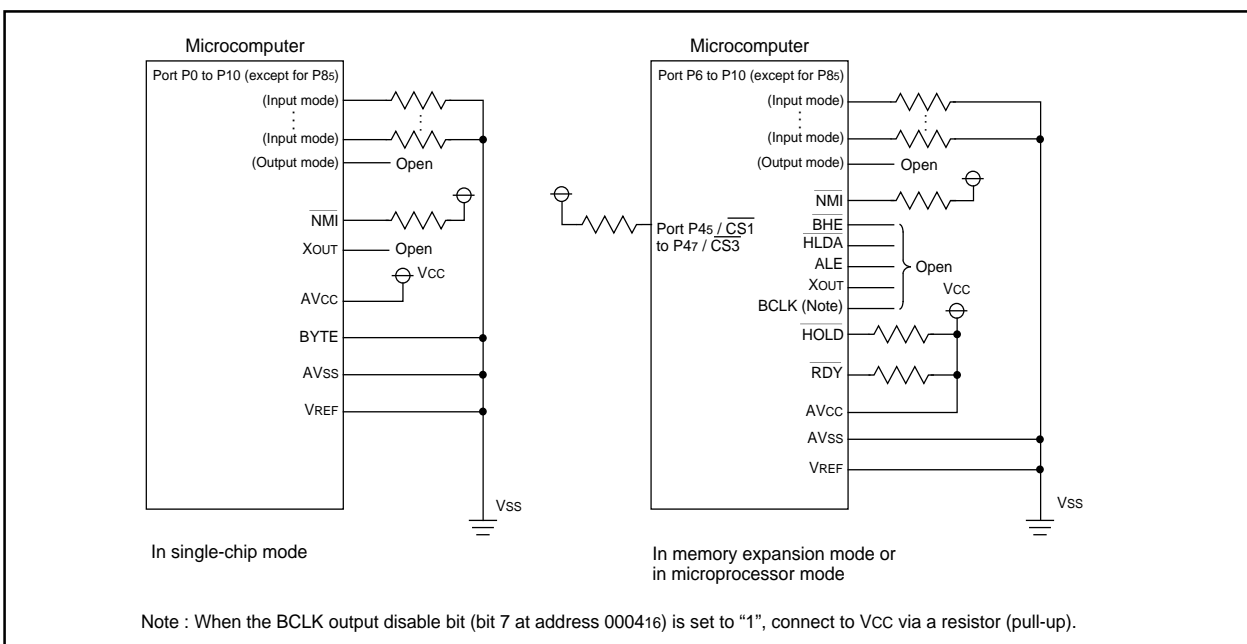 Microcomputer
Port P0 to P10 (except for P85)
(Input mode)
(Input mode)
(Output mode)
Open
NMI
XOUT
Open
VCC
AVCC
BYTE
AVSS
VREF
VSS
In single-chip mode
Microcomputer
Port P6 to P10 (except for P85)
(Input mode)
(Input mode)
(Output mode)
Open
NMI
Port P45 / CS1
to P47 / CS3
BHE
HLDA
ALE
XOUT
BCLK (Note)
Open
VCC
HOLD
RDY
AVCC
AVSS
VREF
VSS
In memory expansion mode or
in microprocessor mode
Note : When the BCLK output disable bit (bit 7 at address 000416) is set to “1”, connect to VCC via a resistor (pull-up).